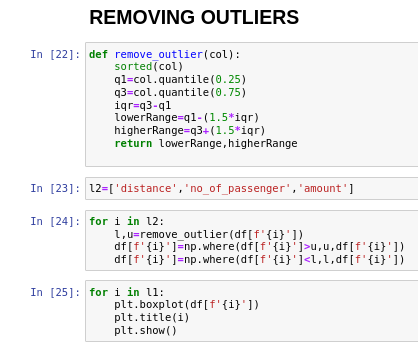 REMOVING OUTLIERS
In [22]: def remove_outlier(col):
    sorted(col)
    q1=col.quantile(0.25)
    q3=col.quantile(0.75)
    iqr=q3-q1
    lowerRange=q1-(1.5*iqr)
    higherRange=q3+(1.5*iqr)
    return lowerRange,higherRange
In [23]: l2=['distance','no_of_passenger','amount']
In [24]: for i in l2:
    l,u=remove_outlier(df[f'{i}'])
    df[f'{i}']=np.where(df[f'{i}']>u,u,df[f'{i}'])
    df[f'{i}']=np.where(df[f'{i}']<l,l,df[f'{i}'])
In [25]: for i in l1:
    plt.boxplot(df[f'{i}'])
    plt.title(i)
    plt.show()